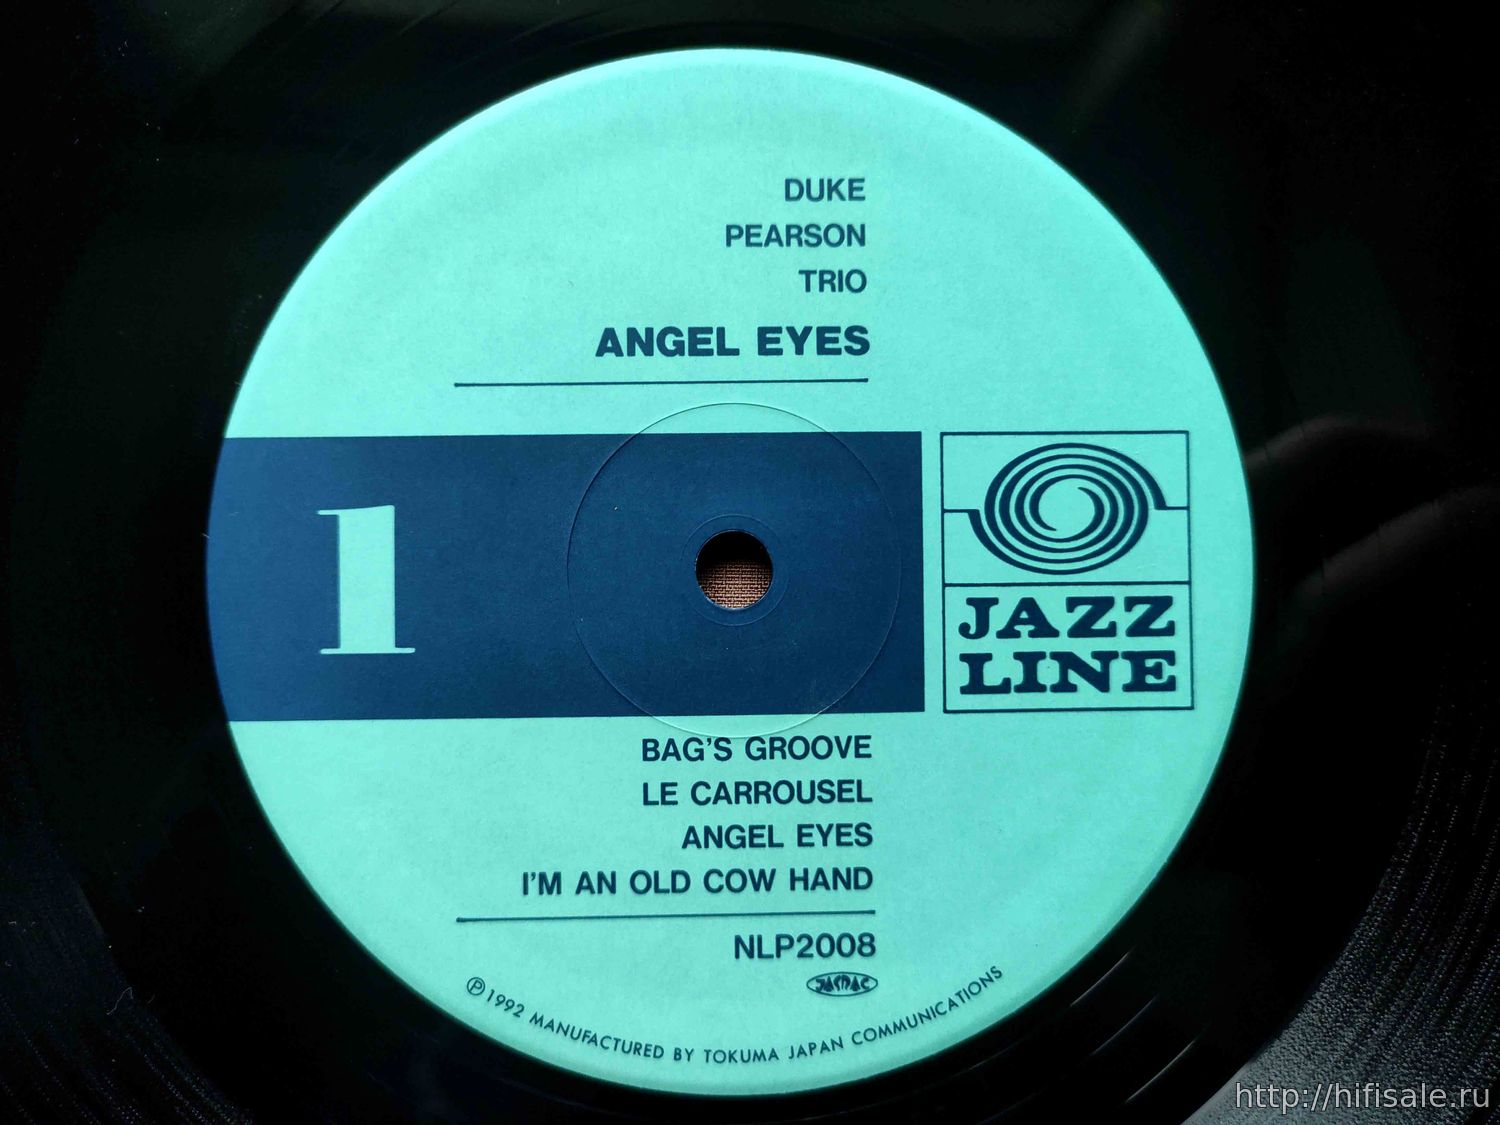 DUKE
PEARSON
TRIO
ANGEL EYES
1
JAZZ
LINE
BAG'S GROOVE
LE CARROUSEL
ANGEL EYES
I'M AN OLD COW HAND
NLP2008
JASRAC
Ⓟ1992 MANUFACTURED BY TOKUMA JAPAN COMMUNICATIONS
http://hifisale.ru